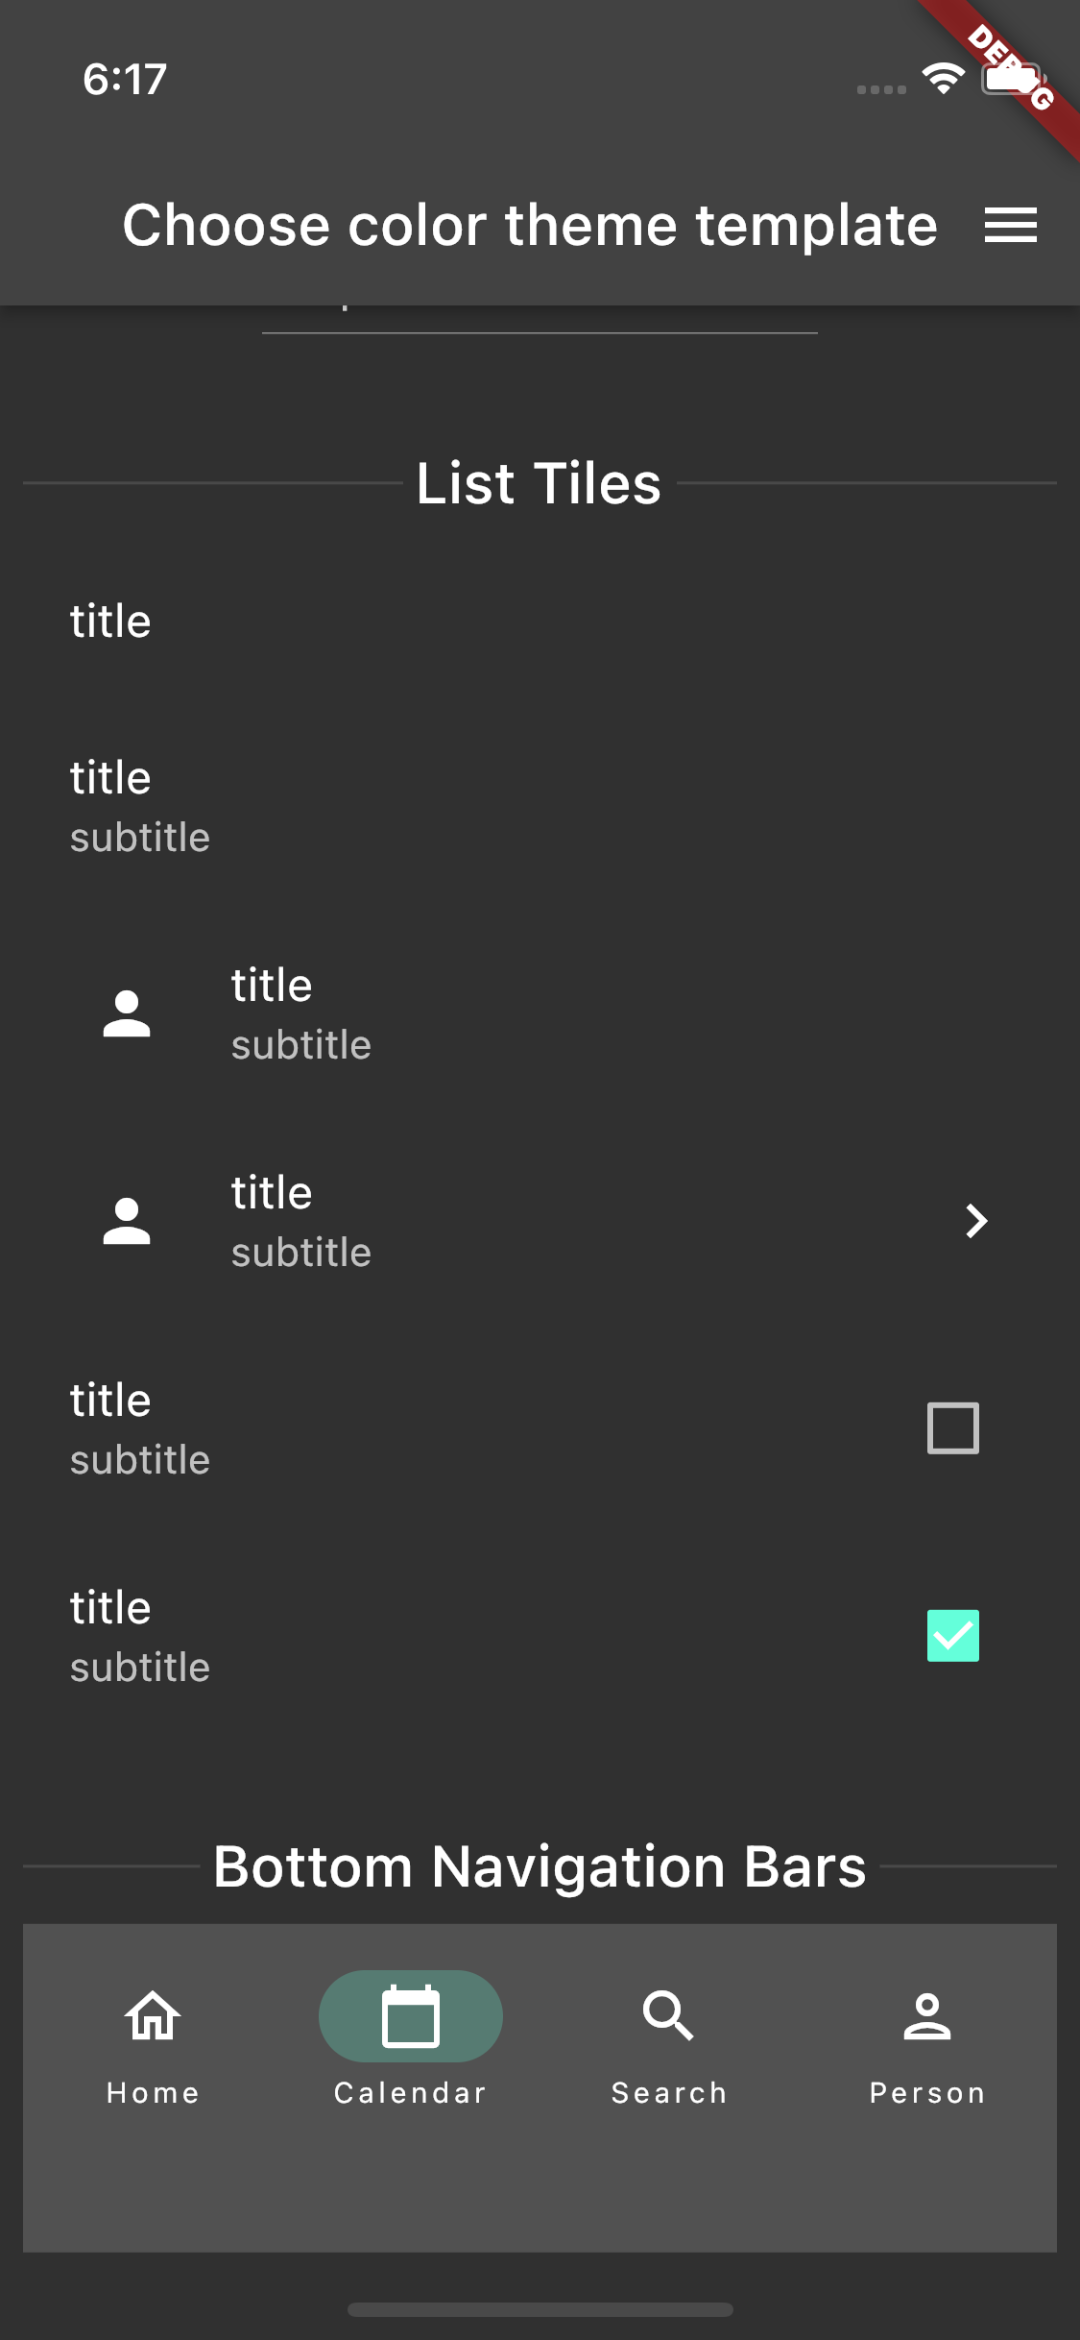 6:17
DEBUG
Choose color theme template
List Tiles
title
title
subtitle
title
subtitle
title
subtitle
title
subtitle
title
subtitle
Bottom Navigation Bars
Home
Calendar
Search
Person